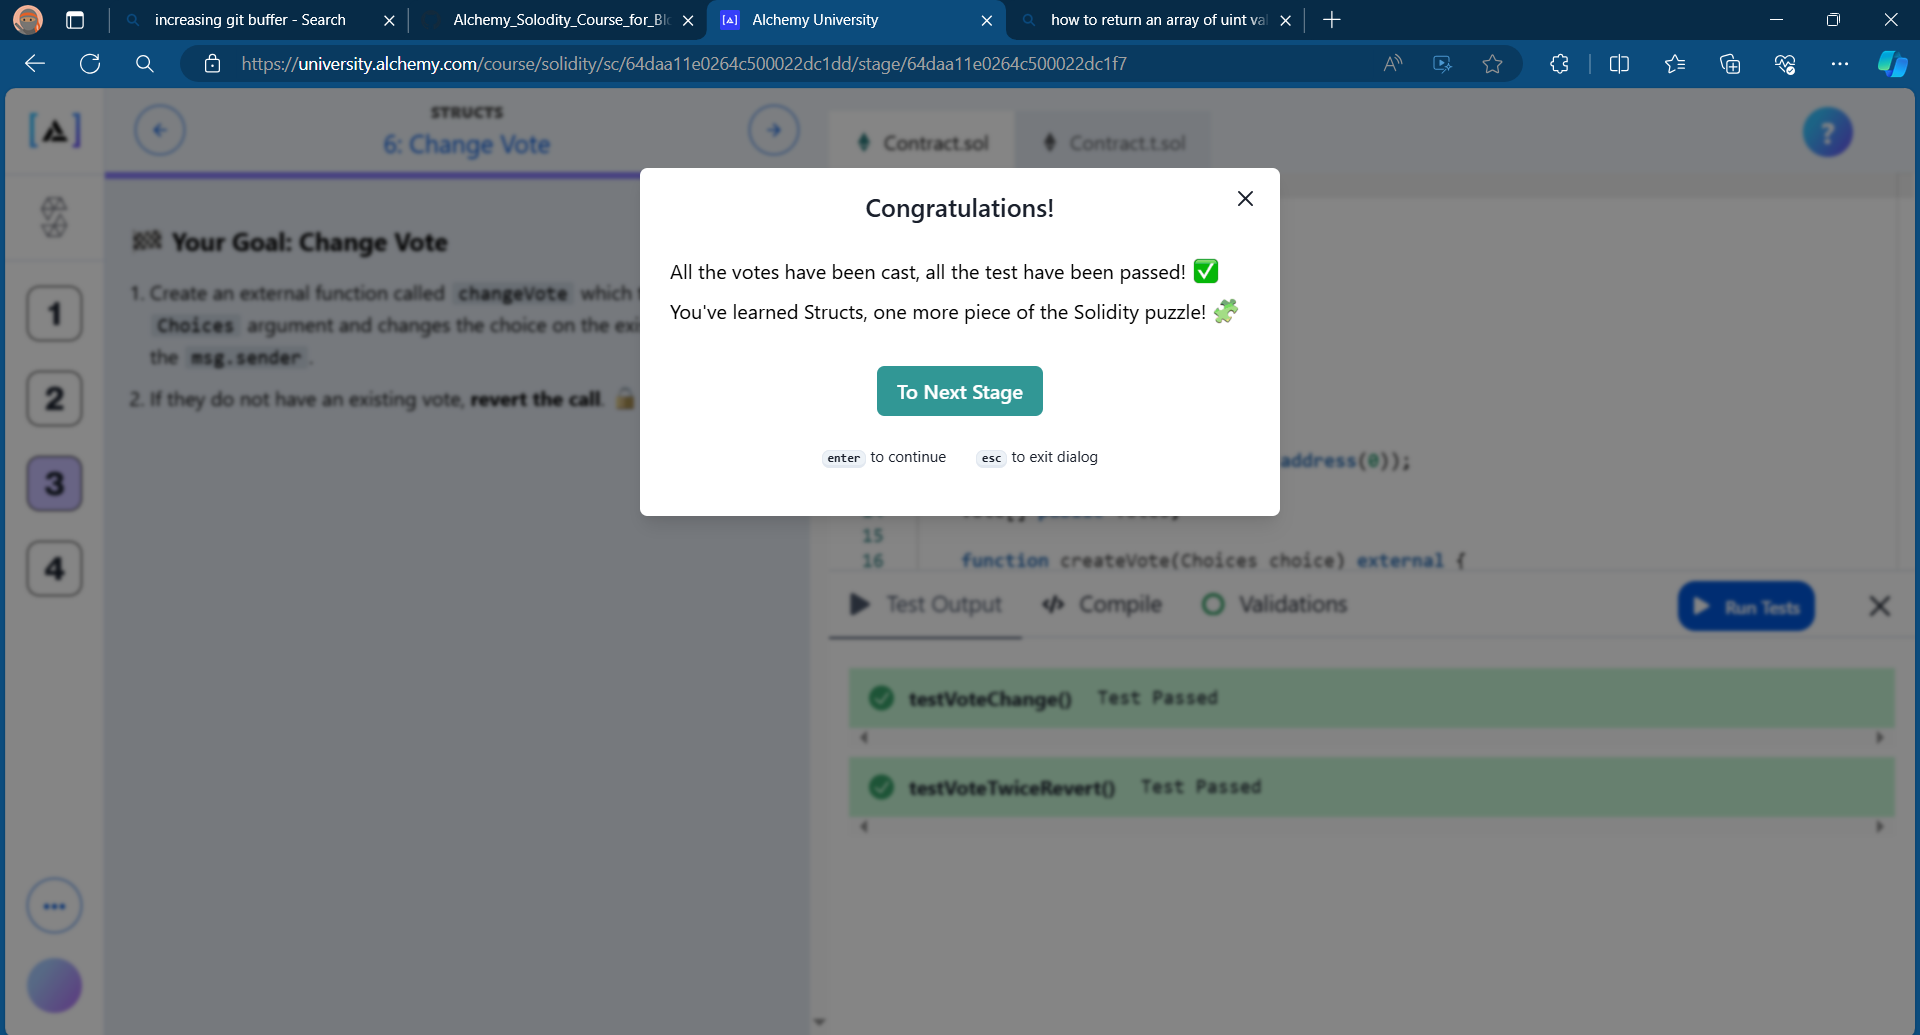 increasing git buffer - Search
Alchemy_Solodity_Course_for_Blo
Alchemy University
how to return an array of uint val
https://university.alchemy.com/course/solidity/sc/64daa11e0264c500022dc1dd/stage/64daa11e0264c500022dc1f7
STRUCTS
6: Change Vote
Contract.sol
Contract.t.sol
?
Congratulations!
All the votes have been cast, all the test have been passed! ✅
You've learned Structs, one more piece of the Solidity puzzle! 🧩
To Next Stage
enter to continue
esc to exit dialog
🏁 Your Goal: Change Vote
1. Create an external function called changeVote which
Choices argument and changes the choice on the
the msg.sender.
2. If they do not have an existing vote, revert the call. 🔒
1
2
3
4
address(0));
15
16 function createVote(Choices choice) external {
Test Output
Compile
Validations
Run Tests
testVoteChange() Test Passed
testVoteTwiceRevert() Test Passed